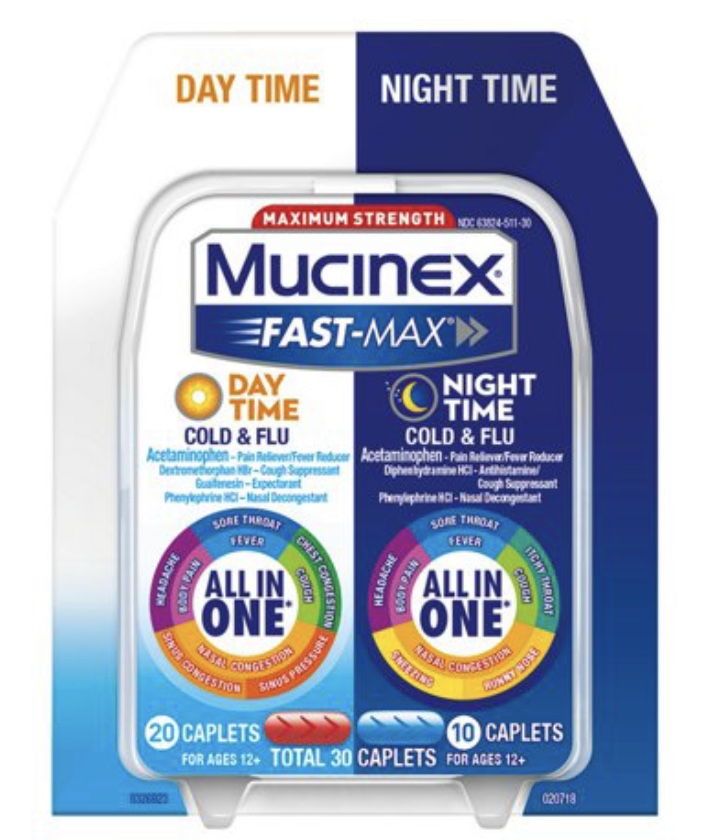 DAY TIME
NIGHT TIME
MAXIMUM STRENGTH
NDC 63824-511-30
MUCINEX®
FAST-MAX®
DAY
TIME
COLD & FLU
Acetaminophen - Pain Reliever/Fever Reducer
Dextromethorphan HBr - Cough Suppressant
Guaifenesin - Expectorant
Phenylephrine HCl - Nasal Decongestant
NIGHT
TIME
COLD & FLU
Acetaminophen - Pain Reliever/Fever Reducer
Diphenhydramine HCl - Antihistamine/
Cough Suppressant
Phenylephrine HCl - Nasal Decongestant
SORE THROAT
FEVER
HEADACHE
BODY PAIN
CHEST CONGESTION
COUGH
ALL IN
ONE*
NASAL CONGESTION
SINUS CONGESTION
SINUS PRESSURE
SORE THROAT
FEVER
HEADACHE
BODY PAIN
ITCHY THROAT
COUGH
ALL IN
ONE*
NASAL CONGESTION
SNEEZING
RUNNY NOSE
20 CAPLETS
FOR AGES 12+
10 CAPLETS
FOR AGES 12+
TOTAL 30 CAPLETS
020718